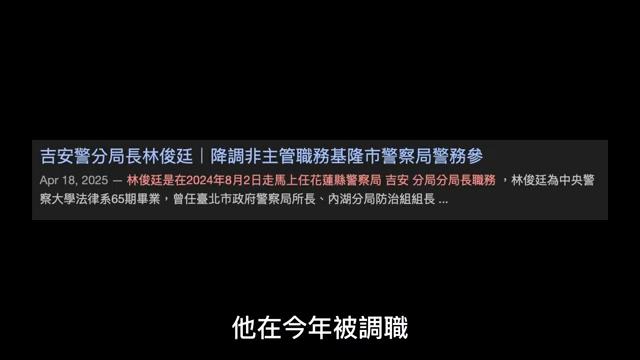 吉安警分局長林俊廷｜降調非主管職務基隆市警察局警務參
Apr 18, 2025 — 林俊廷是在2024年8月2日走馬上任花蓮縣警察局 吉安 分局分局長職務 ，林俊廷為中央警
察大學法律系65期畢業，曾任臺北市政府警察局所長、內湖分局防治組組長 ...
他在今年被調職